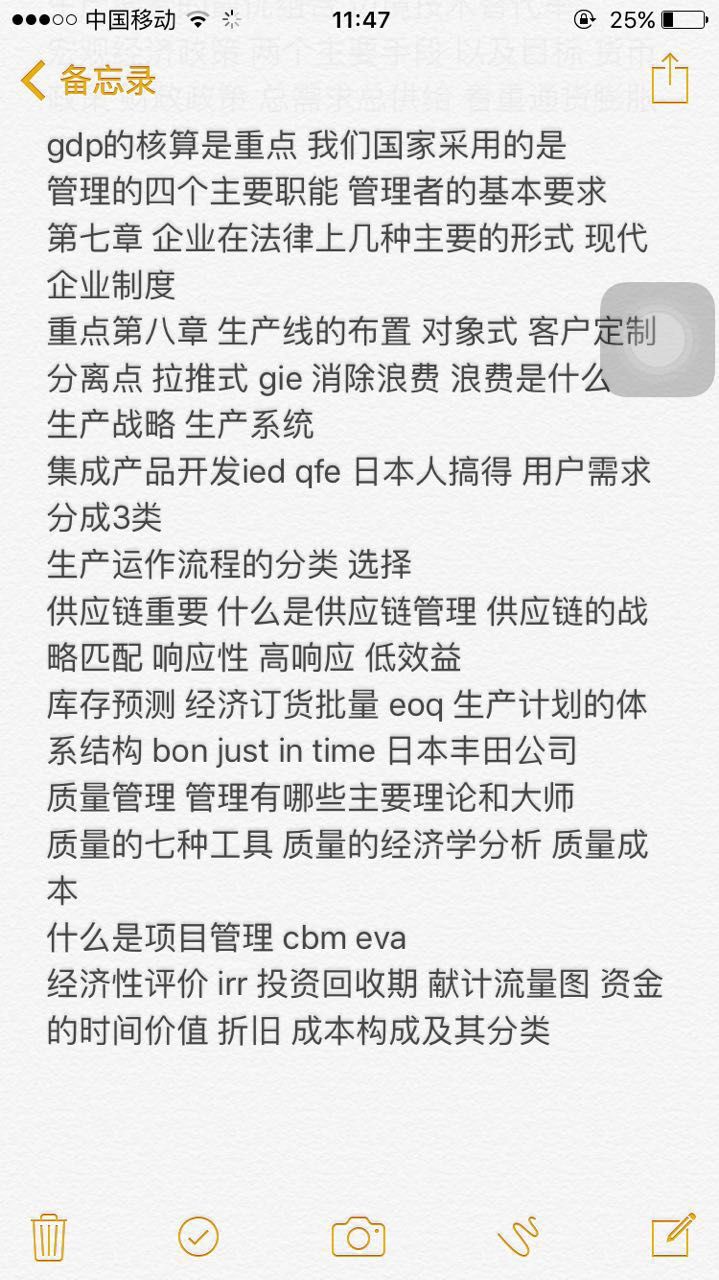 中国移动 11:47 25%
备忘录
gdp的核算是重点 我们国家采用的是
管理的四个主要职能 管理者的基本要求
第七章 企业在法律上几种主要的形式 现代
企业制度
重点第八章 生产线的布置 对象式 客户定制
分离点 拉推式 gie 消除浪费 浪费是什么
生产战略 生产系统
集成产品开发ied qfe 日本人搞得 用户需求
分成3类
生产运作流程的分类 选择
供应链重要 什么是供应链管理 供应链的战
略匹配 响应性 高响应 低效益
库存预测 经济订货批量 eoq 生产计划的体
系结构 bon just in time 日本丰田公司
质量管理 管理有哪些主要理论和大师
质量的七种工具 质量的经济学分析 质量成
本
什么是项目管理 cbm eva
经济性评价 irr 投资回收期 献计流量图 资金
的时间价值 折旧 成本构成及其分类